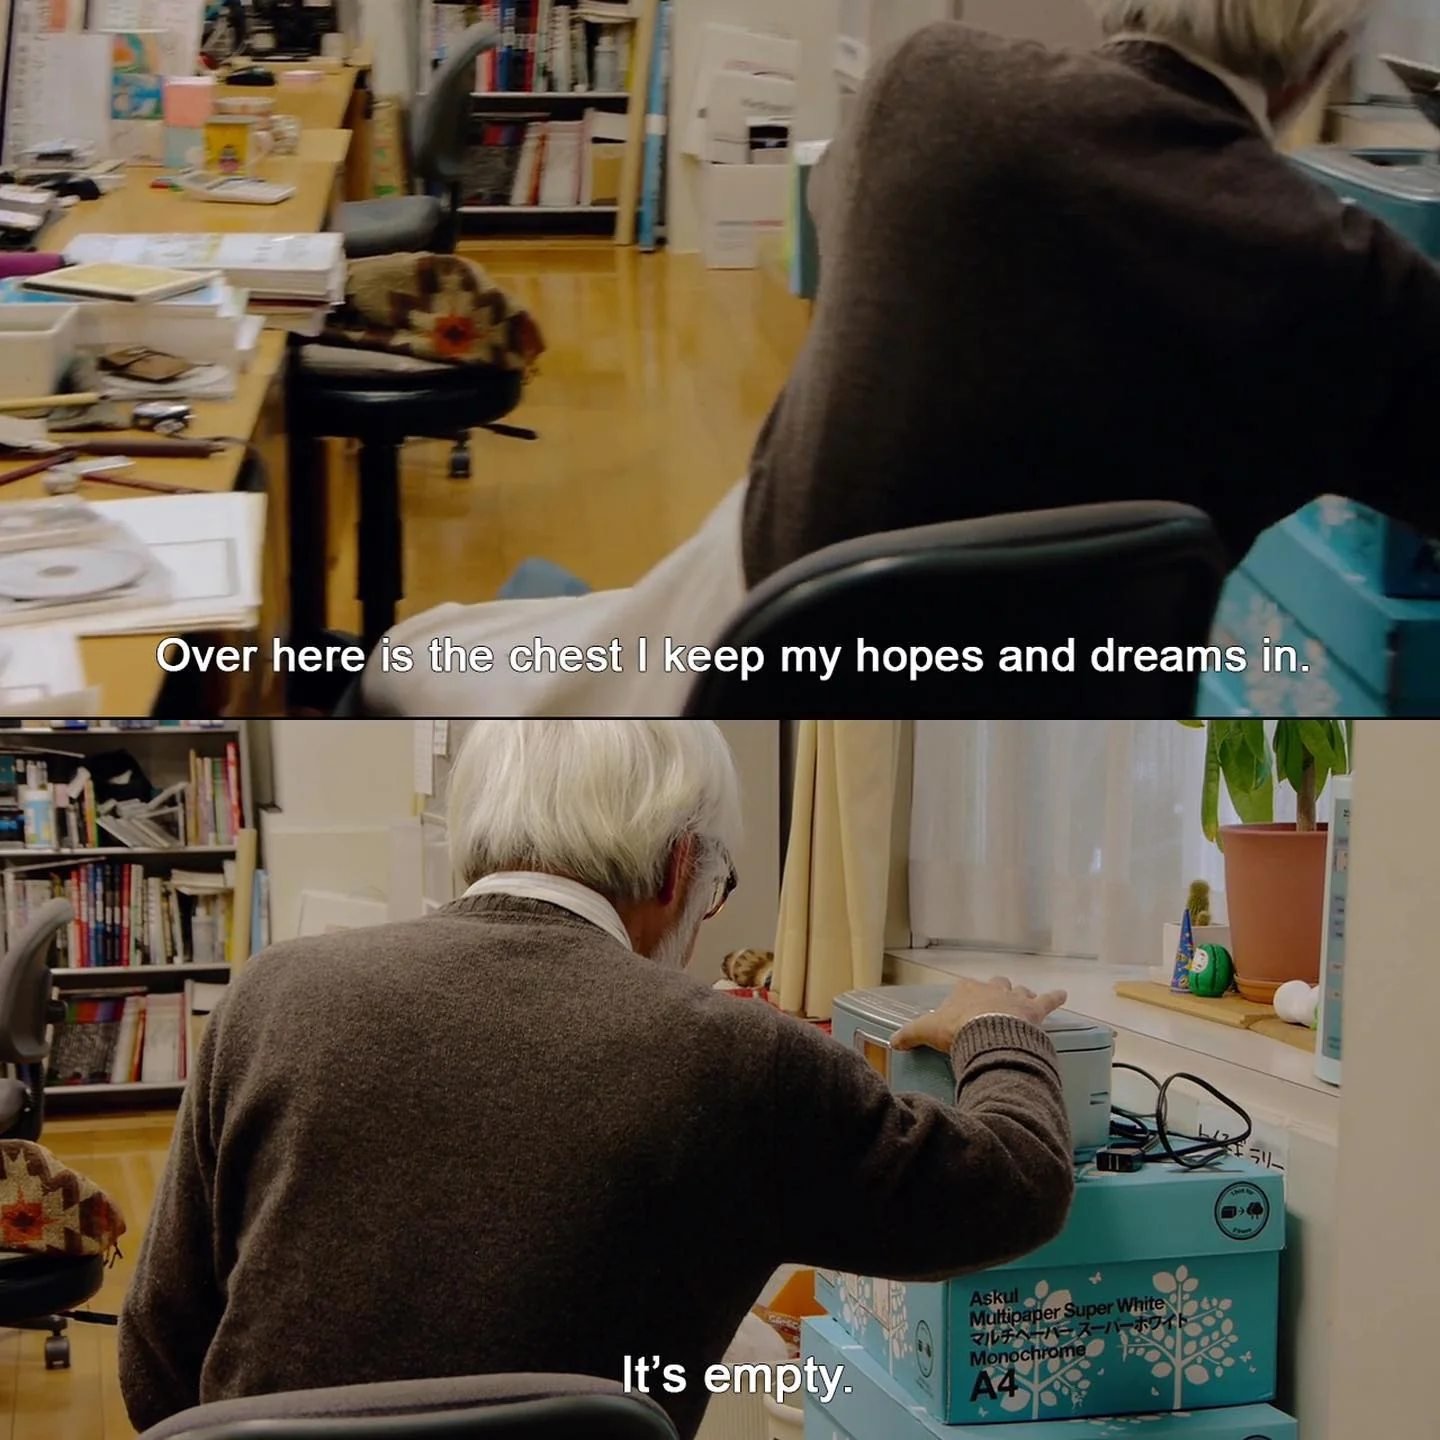 Over here is the chest I keep my hopes and dreams in.
Askul
Multipaper Super White
マルチペーパー スーパーホワイト
Monochrome
A4
It's empty.